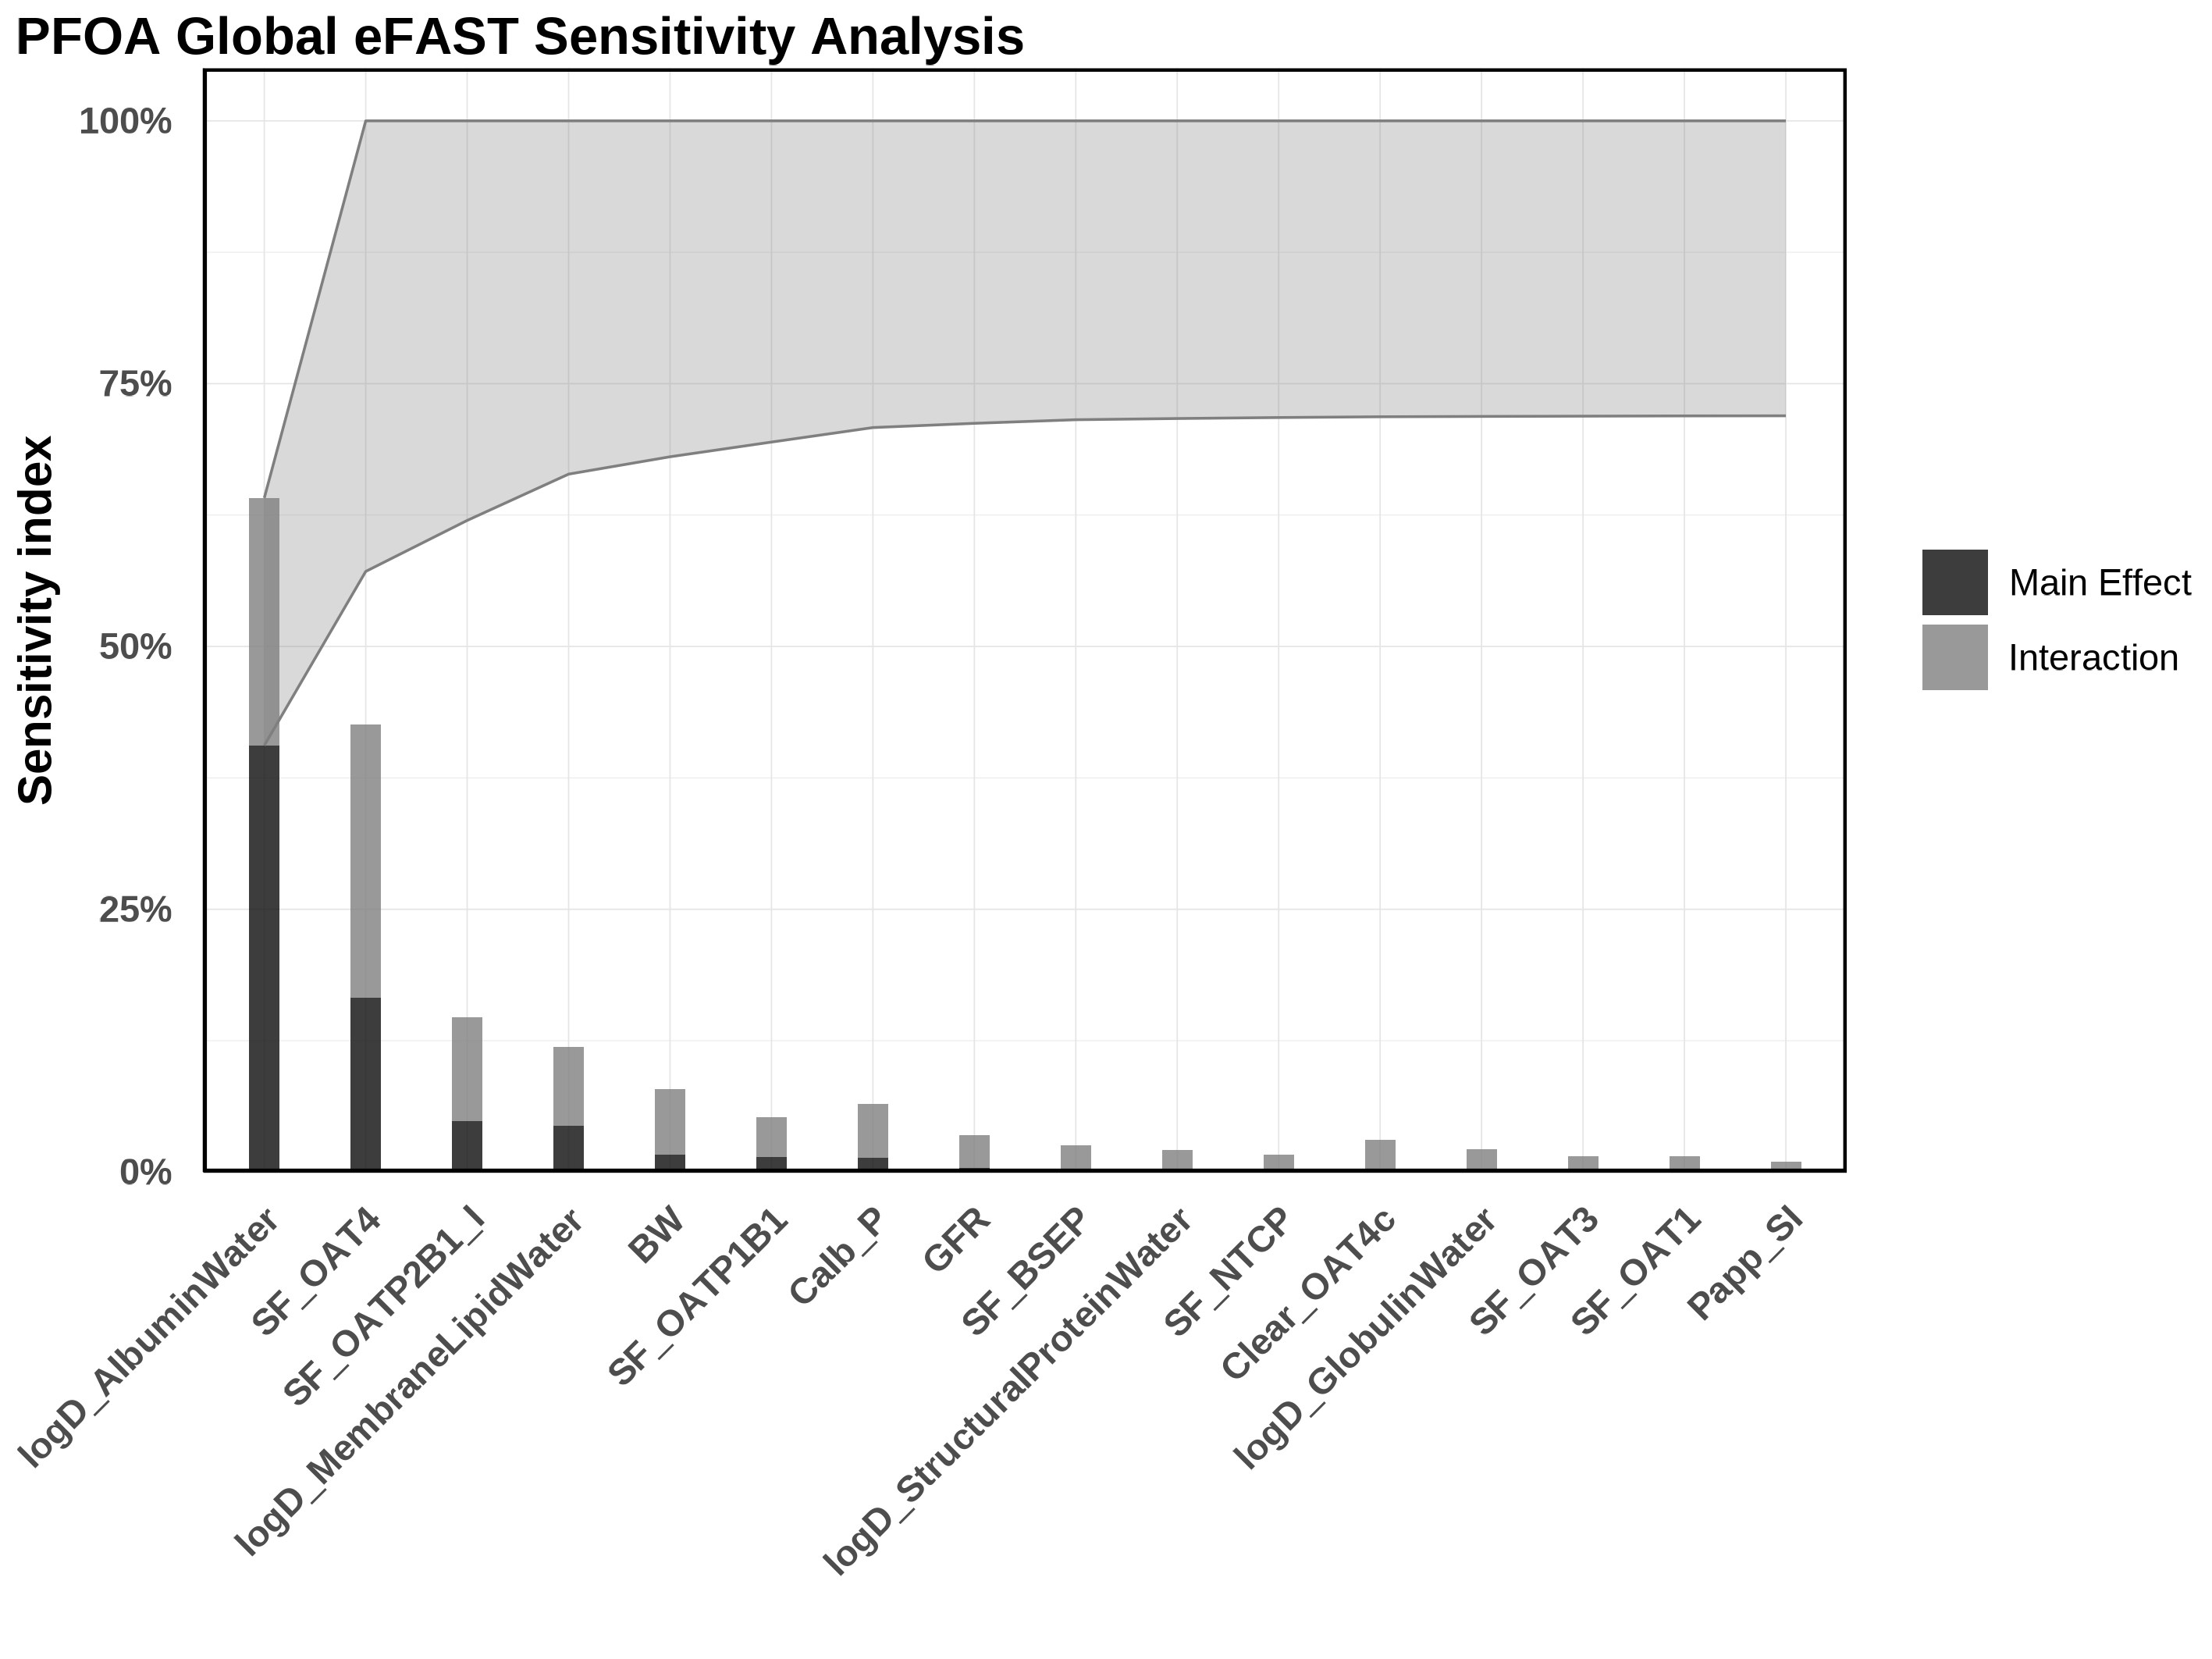 PFOA Global eFAST Sensitivity Analysis
Sensitivity index
100%
75%
50%
25%
0%
logD_AlbuminWater
SF_OAT4
SF_OATP2B1_I
logD_MembraneLipidWater
BW
SF_OATP1B1
Calb_P
GFR
SF_BSEP
logD_StructuralProteinWater
SF_NTCP
Clear_OAT4c
logD_GlobulinWater
SF_OAT3
SF_OAT1
Papp_SI
Main Effect
Interaction